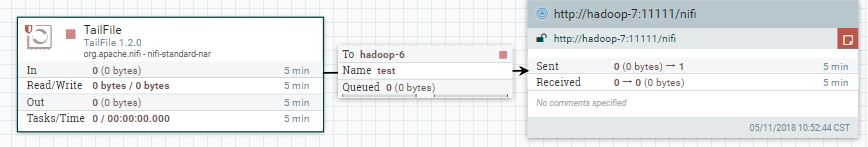 TailFile
TailFile 1.2.0
org.apache.nifi - nifi-standard-nar
In 0 (0 bytes) 5 min
Read/Write 0 bytes / 0 bytes 5 min
Out 0 (0 bytes) 5 min
Tasks/Time 0 / 00:00:00.000 5 min
To hadoop-6
Name test
Queued 0 (0 bytes)
http://hadoop-7:11111/nifi
http://hadoop-7:11111/nifi
Sent 0 (0 bytes) → 1 5 min
Received 0 → 0 (0 bytes) 5 min
No comments specified
05/11/2018 10:52:44 CST